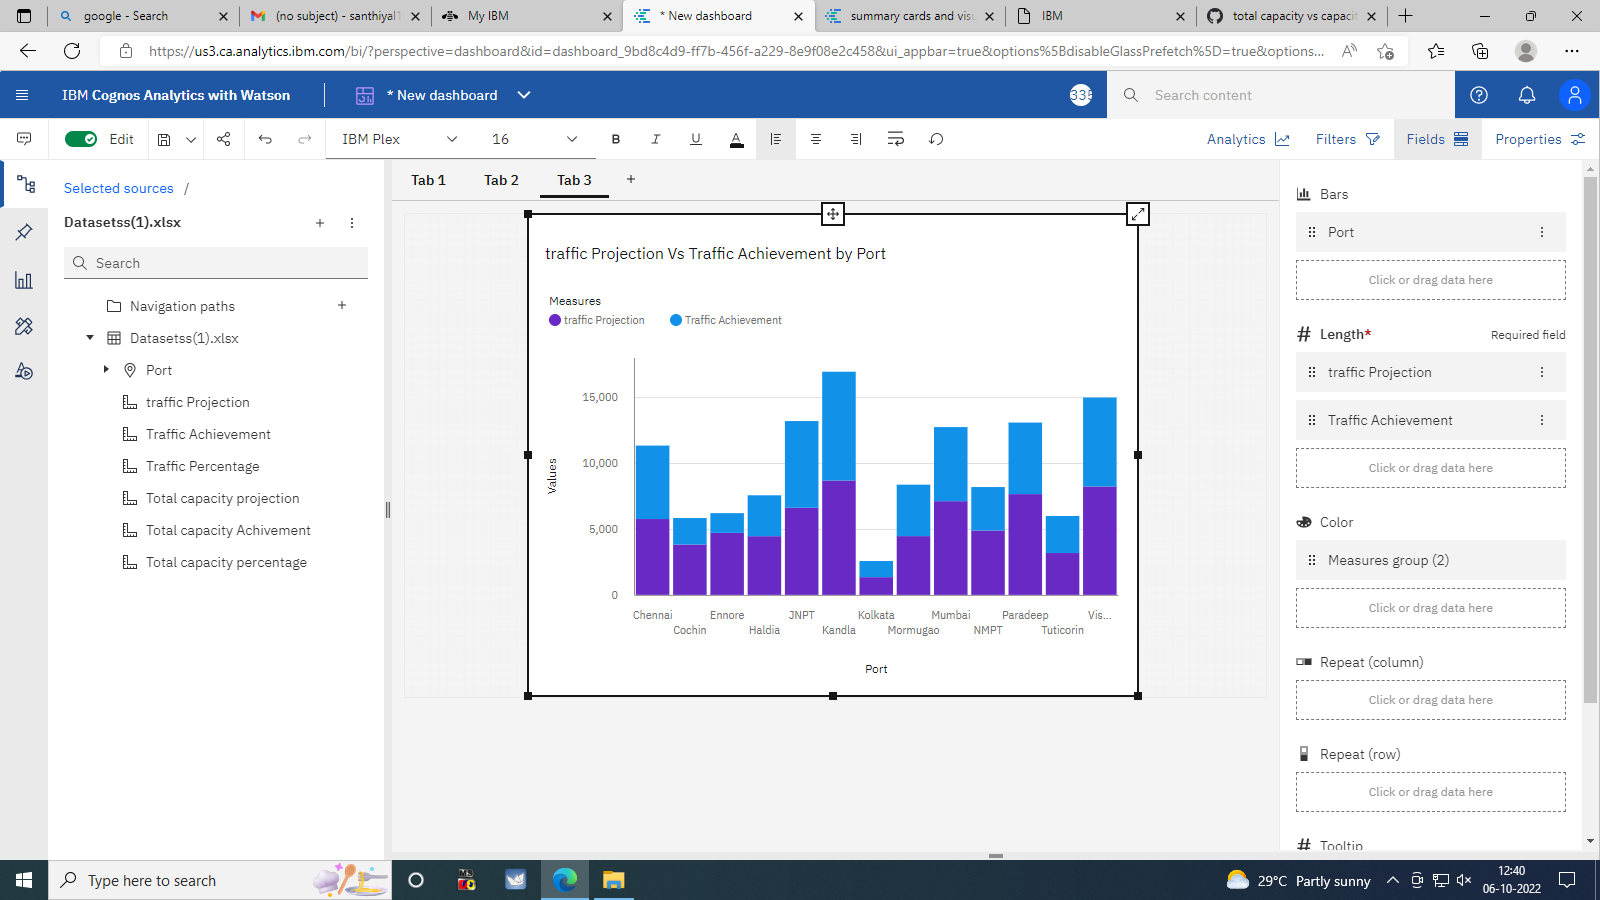 google - Search
(no subject) - santhiyal1
My IBM
* New dashboard
summary cards and visu
IBM
total capacity vs capacit
https://us3.ca.analytics.ibm.com/bi/?perspective=dashboard&id=dashboard_9bd8c4d9-ff7b-456f-a229-8e9f08e2c458&ui_appbar=true&options%5BdisableGlassPrefetch%5D=true&options...
IBM Cognos Analytics with Watson
* New dashboard
335
Search content
Edit
IBM Plex
16
B
I
U
A
Analytics
Filters
Fields
Properties
Selected sources /
Datasetss(1).xlsx
Search
Navigation paths
Datasetss(1).xlsx
Port
traffic Projection
Traffic Achievement
Traffic Percentage
Total capacity projection
Total capacity Achivement
Total capacity percentage
Tab 1
Tab 2
Tab 3
traffic Projection Vs Traffic Achievement by Port
Measures
traffic Projection
Traffic Achievement
Values
15,000
10,000
5,000
0
Chennai
Cochin
Ennore
Haldia
JNPT
Kandla
Kolkata
Mormugao
Mumbai
NMPT
Paradeep
Tuticorin
Vis...
Port
Bars
Port
Click or drag data here
# Length*
Required field
traffic Projection
Traffic Achievement
Click or drag data here
Color
Measures group (2)
Click or drag data here
Repeat (column)
Click or drag data here
Repeat (row)
Click or drag data here
# Tooltip
Type here to search
29°C Partly sunny
12:40
06-10-2022